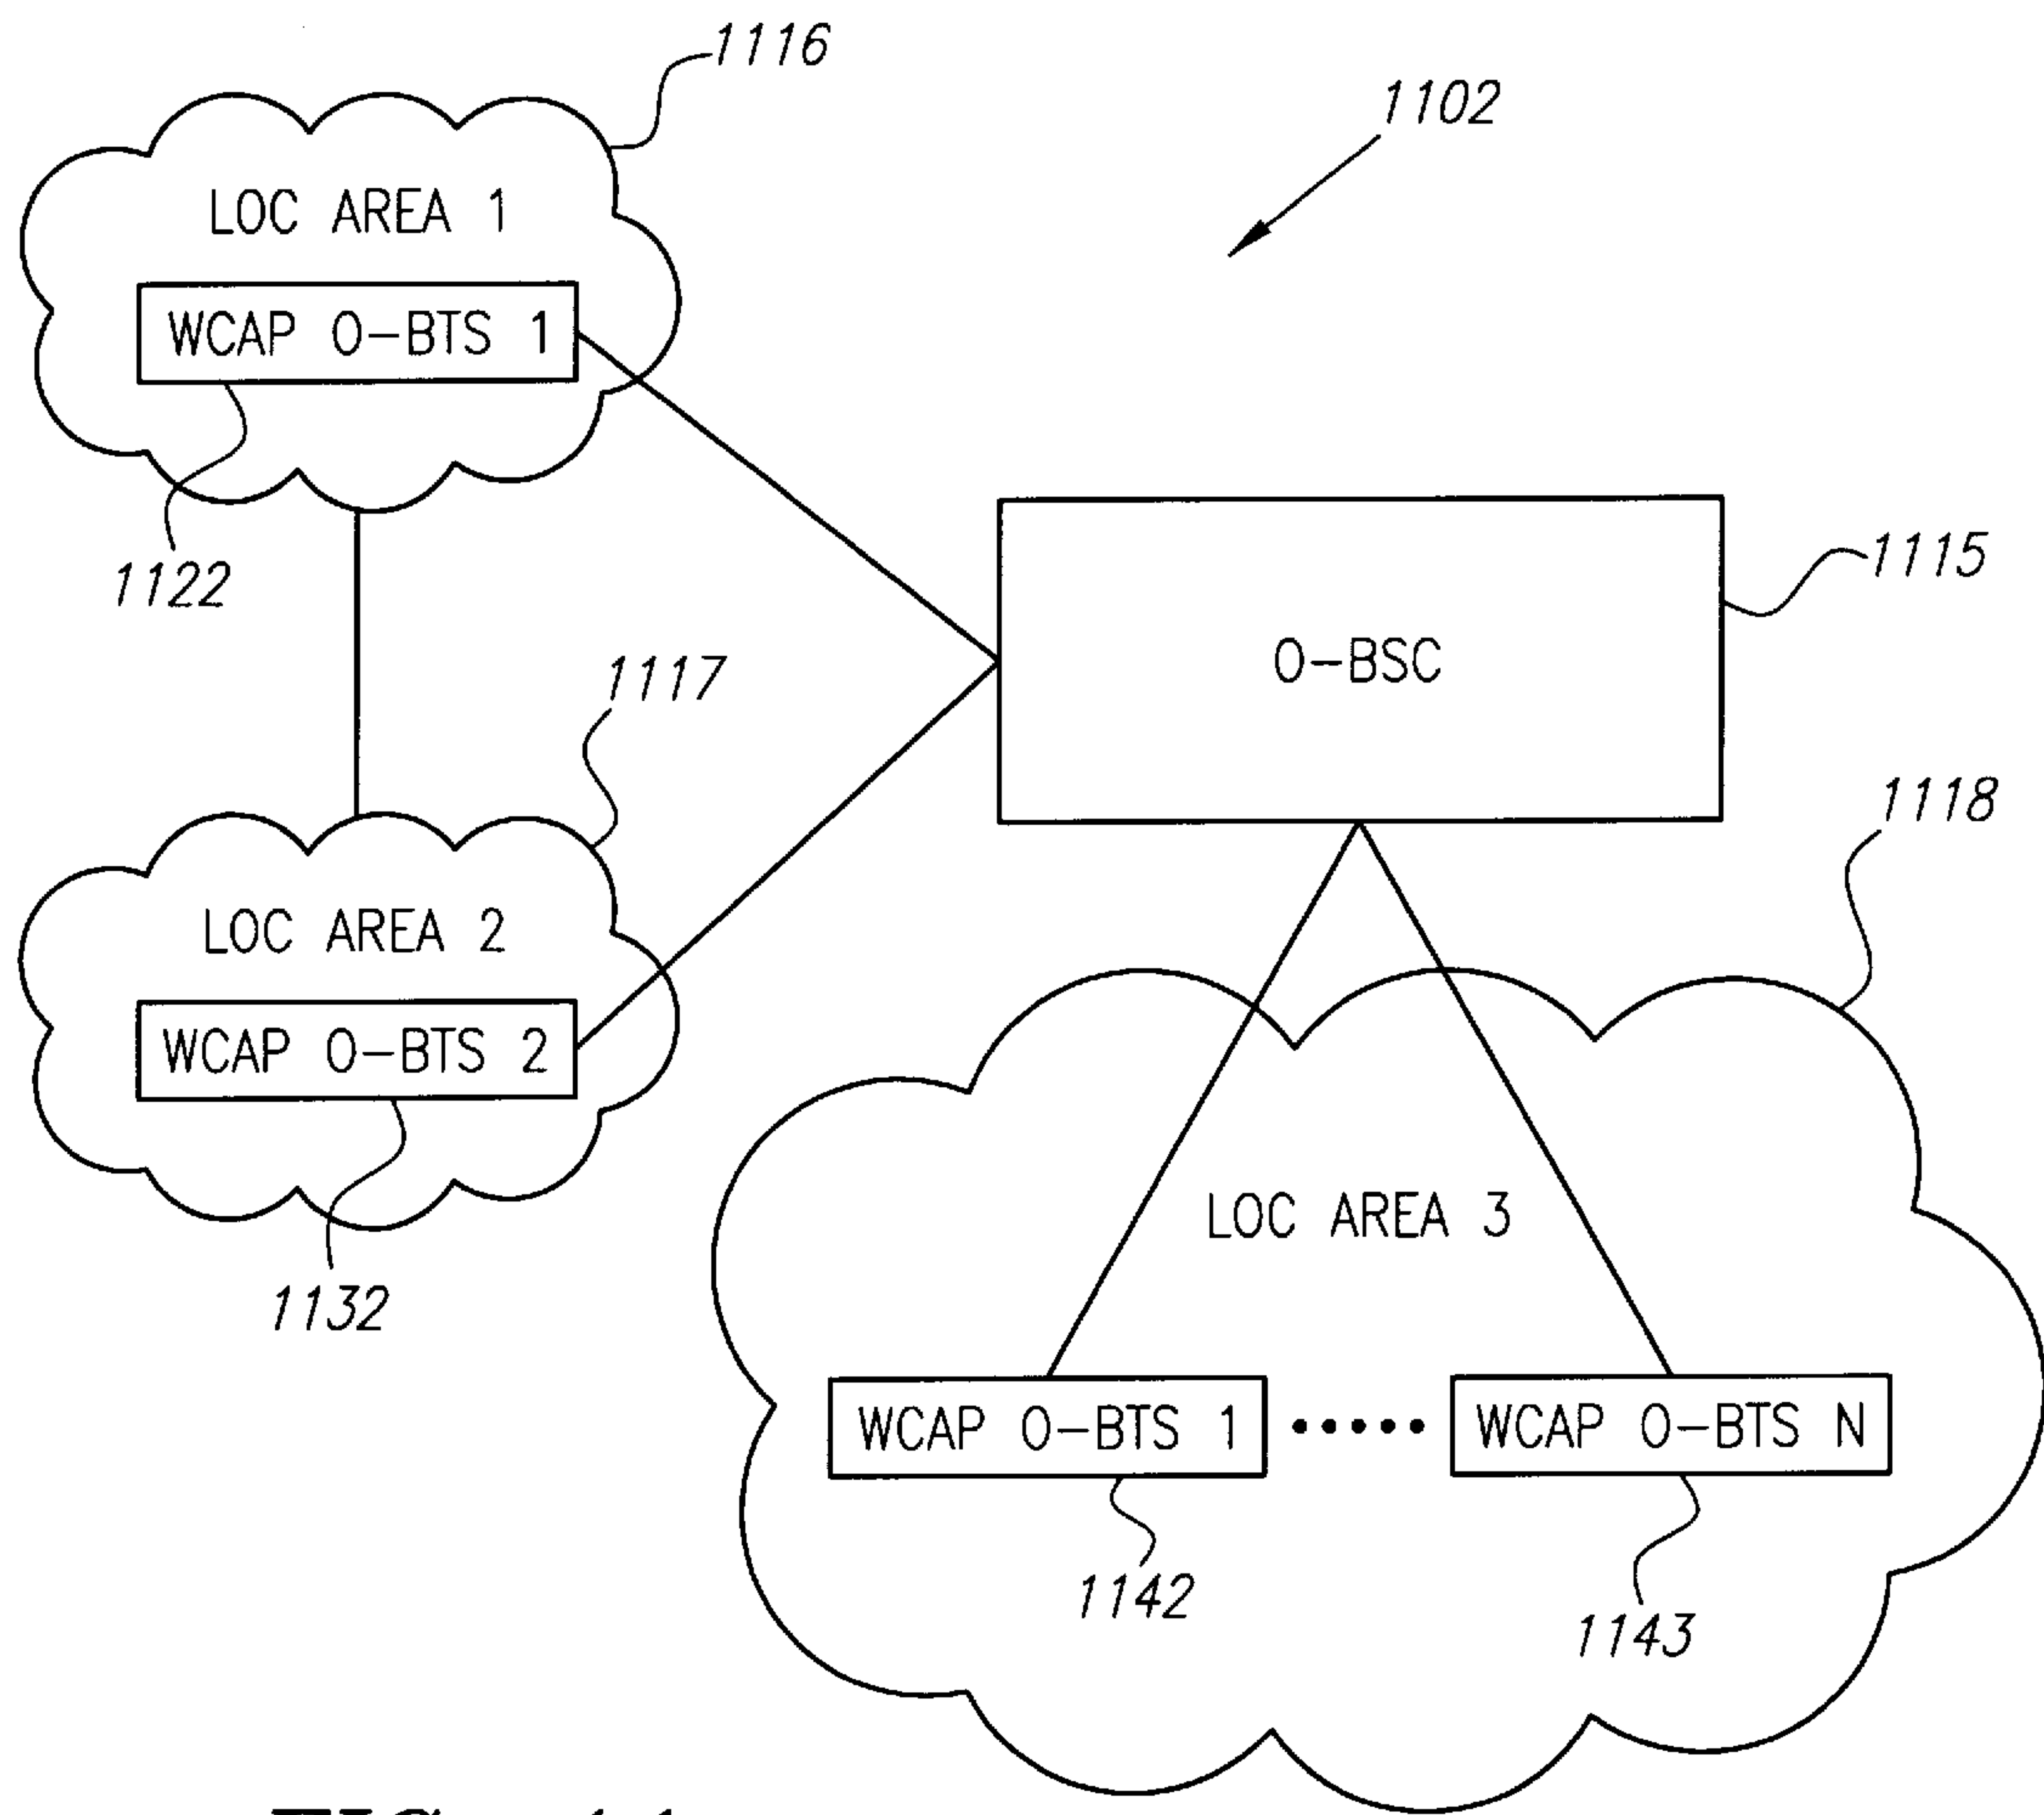 1116
1102
LOC AREA 1
WCAP O-BTS 1
1122
1115
O-BSC
1117
1118
LOC AREA 2
WCAP O-BTS 2
1132
LOC AREA 3
WCAP O-BTS 1 ••••• WCAP O-BTS N
1142
1143